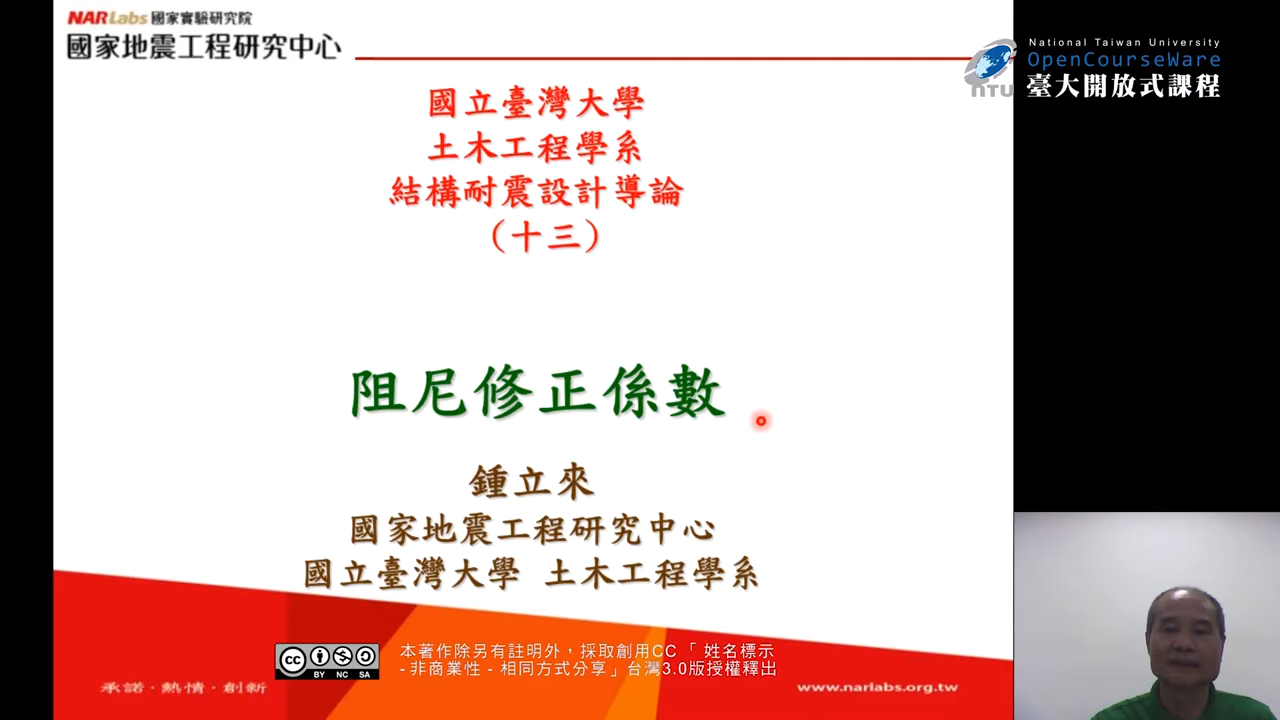 NARLabs 國家實驗研究院
國家地震工程研究中心
National Taiwan University
OpenCourseWare
臺大開放式課程
NTU
國立臺灣大學
土木工程學系
結構耐震設計導論
（十三）
阻尼修正係數
鍾立來
國家地震工程研究中心
國立臺灣大學 土木工程學系
cc BY NC SA
本著作除另有註明外，採取創用CC「 姓名標示
- 非商業性 - 相同方式分享」台灣3.0版授權釋出
承諾·熱情·創新
www.narlabs.org.tw